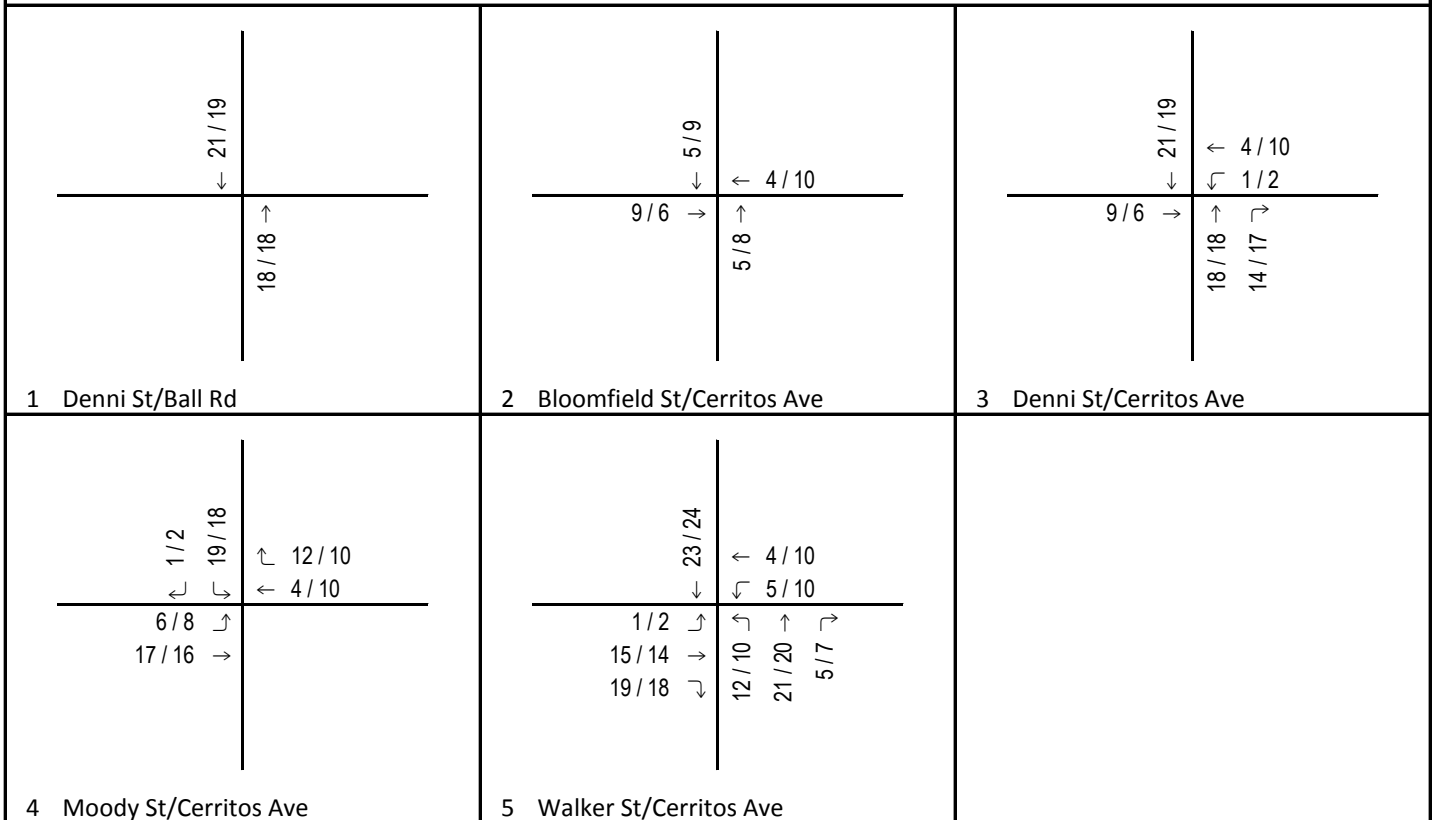 21 / 19
↓
↑
18 / 18
1 Denni St/Ball Rd
5 / 9
↓ ← 4 / 10
9 / 6 → ↑
5 / 8
2 Bloomfield St/Cerritos Ave
21 / 19
← 4 / 10
↓ 1 / 2
9 / 6 → ↑
18 / 18 14 / 17
3 Denni St/Cerritos Ave
1 / 2 19 / 18
12 / 10
← 4 / 10
6 / 8
17 / 16 →
4 Moody St/Cerritos Ave
23 / 24
← 4 / 10
↓ 5 / 10
1 / 2 ↑
15 / 14 →
19 / 18
12 / 10 21 / 20 5 / 7
5 Walker St/Cerritos Ave